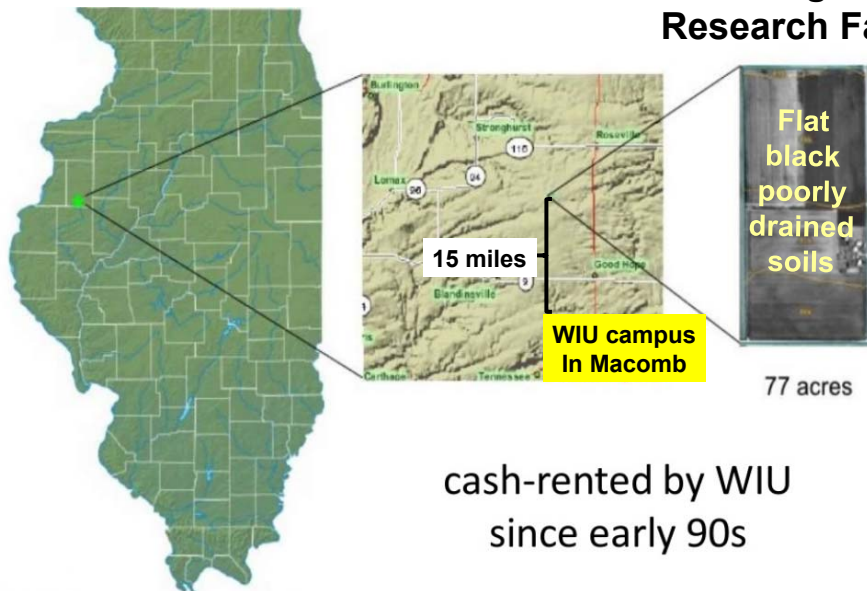 Research Fa
Burlington
Stronghurst
Roseville
116
94
Lomax
96
Flat
black
poorly
drained
soils
15 miles
Good Hope
9
Blandinsville
WIU campus
In Macomb
Carthage
Tennessee
77 acres
cash-rented by WIU
since early 90s